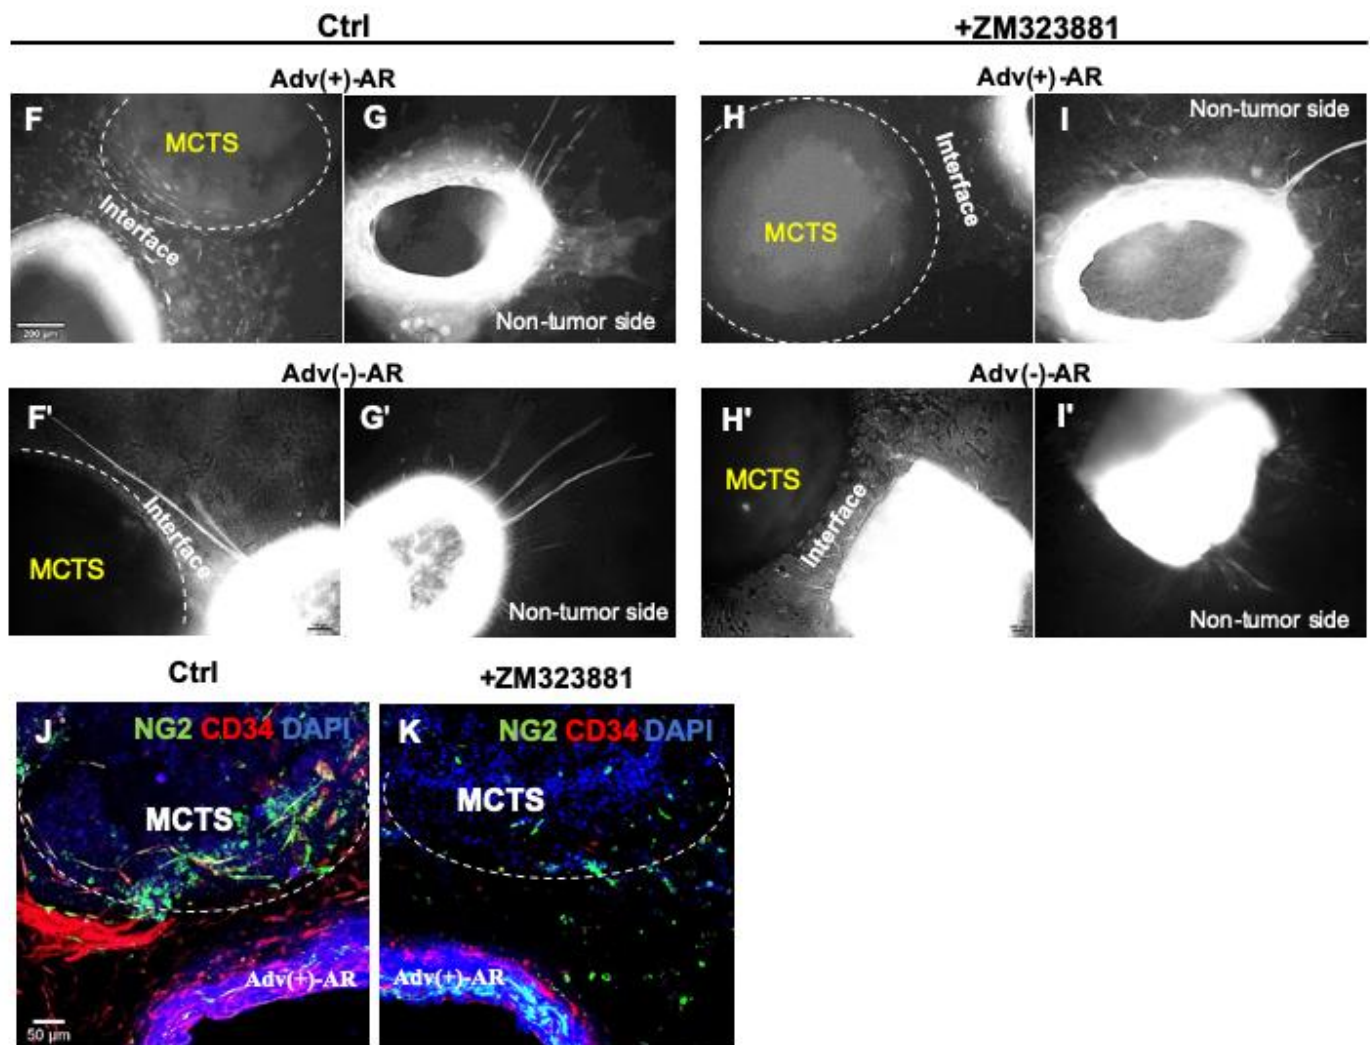 Ctrl
+ZM323881
Adv(+)-AR
Adv(+)-AR
F
MCTS
Interface
200 µm
G
Non-tumor side
H
MCTS
Interface
I
Non-tumor side
Adv(-)-AR
Adv(-)-AR
F'
MCTS
Interface
G'
Non-tumor side
H'
MCTS
Interface
I'
Non-tumor side
Ctrl
+ZM323881
J
NG2 CD34 DAPI
MCTS
Adv(+)-AR
50 µm
K
NG2 CD34 DAPI
MCTS
Adv(+)-AR